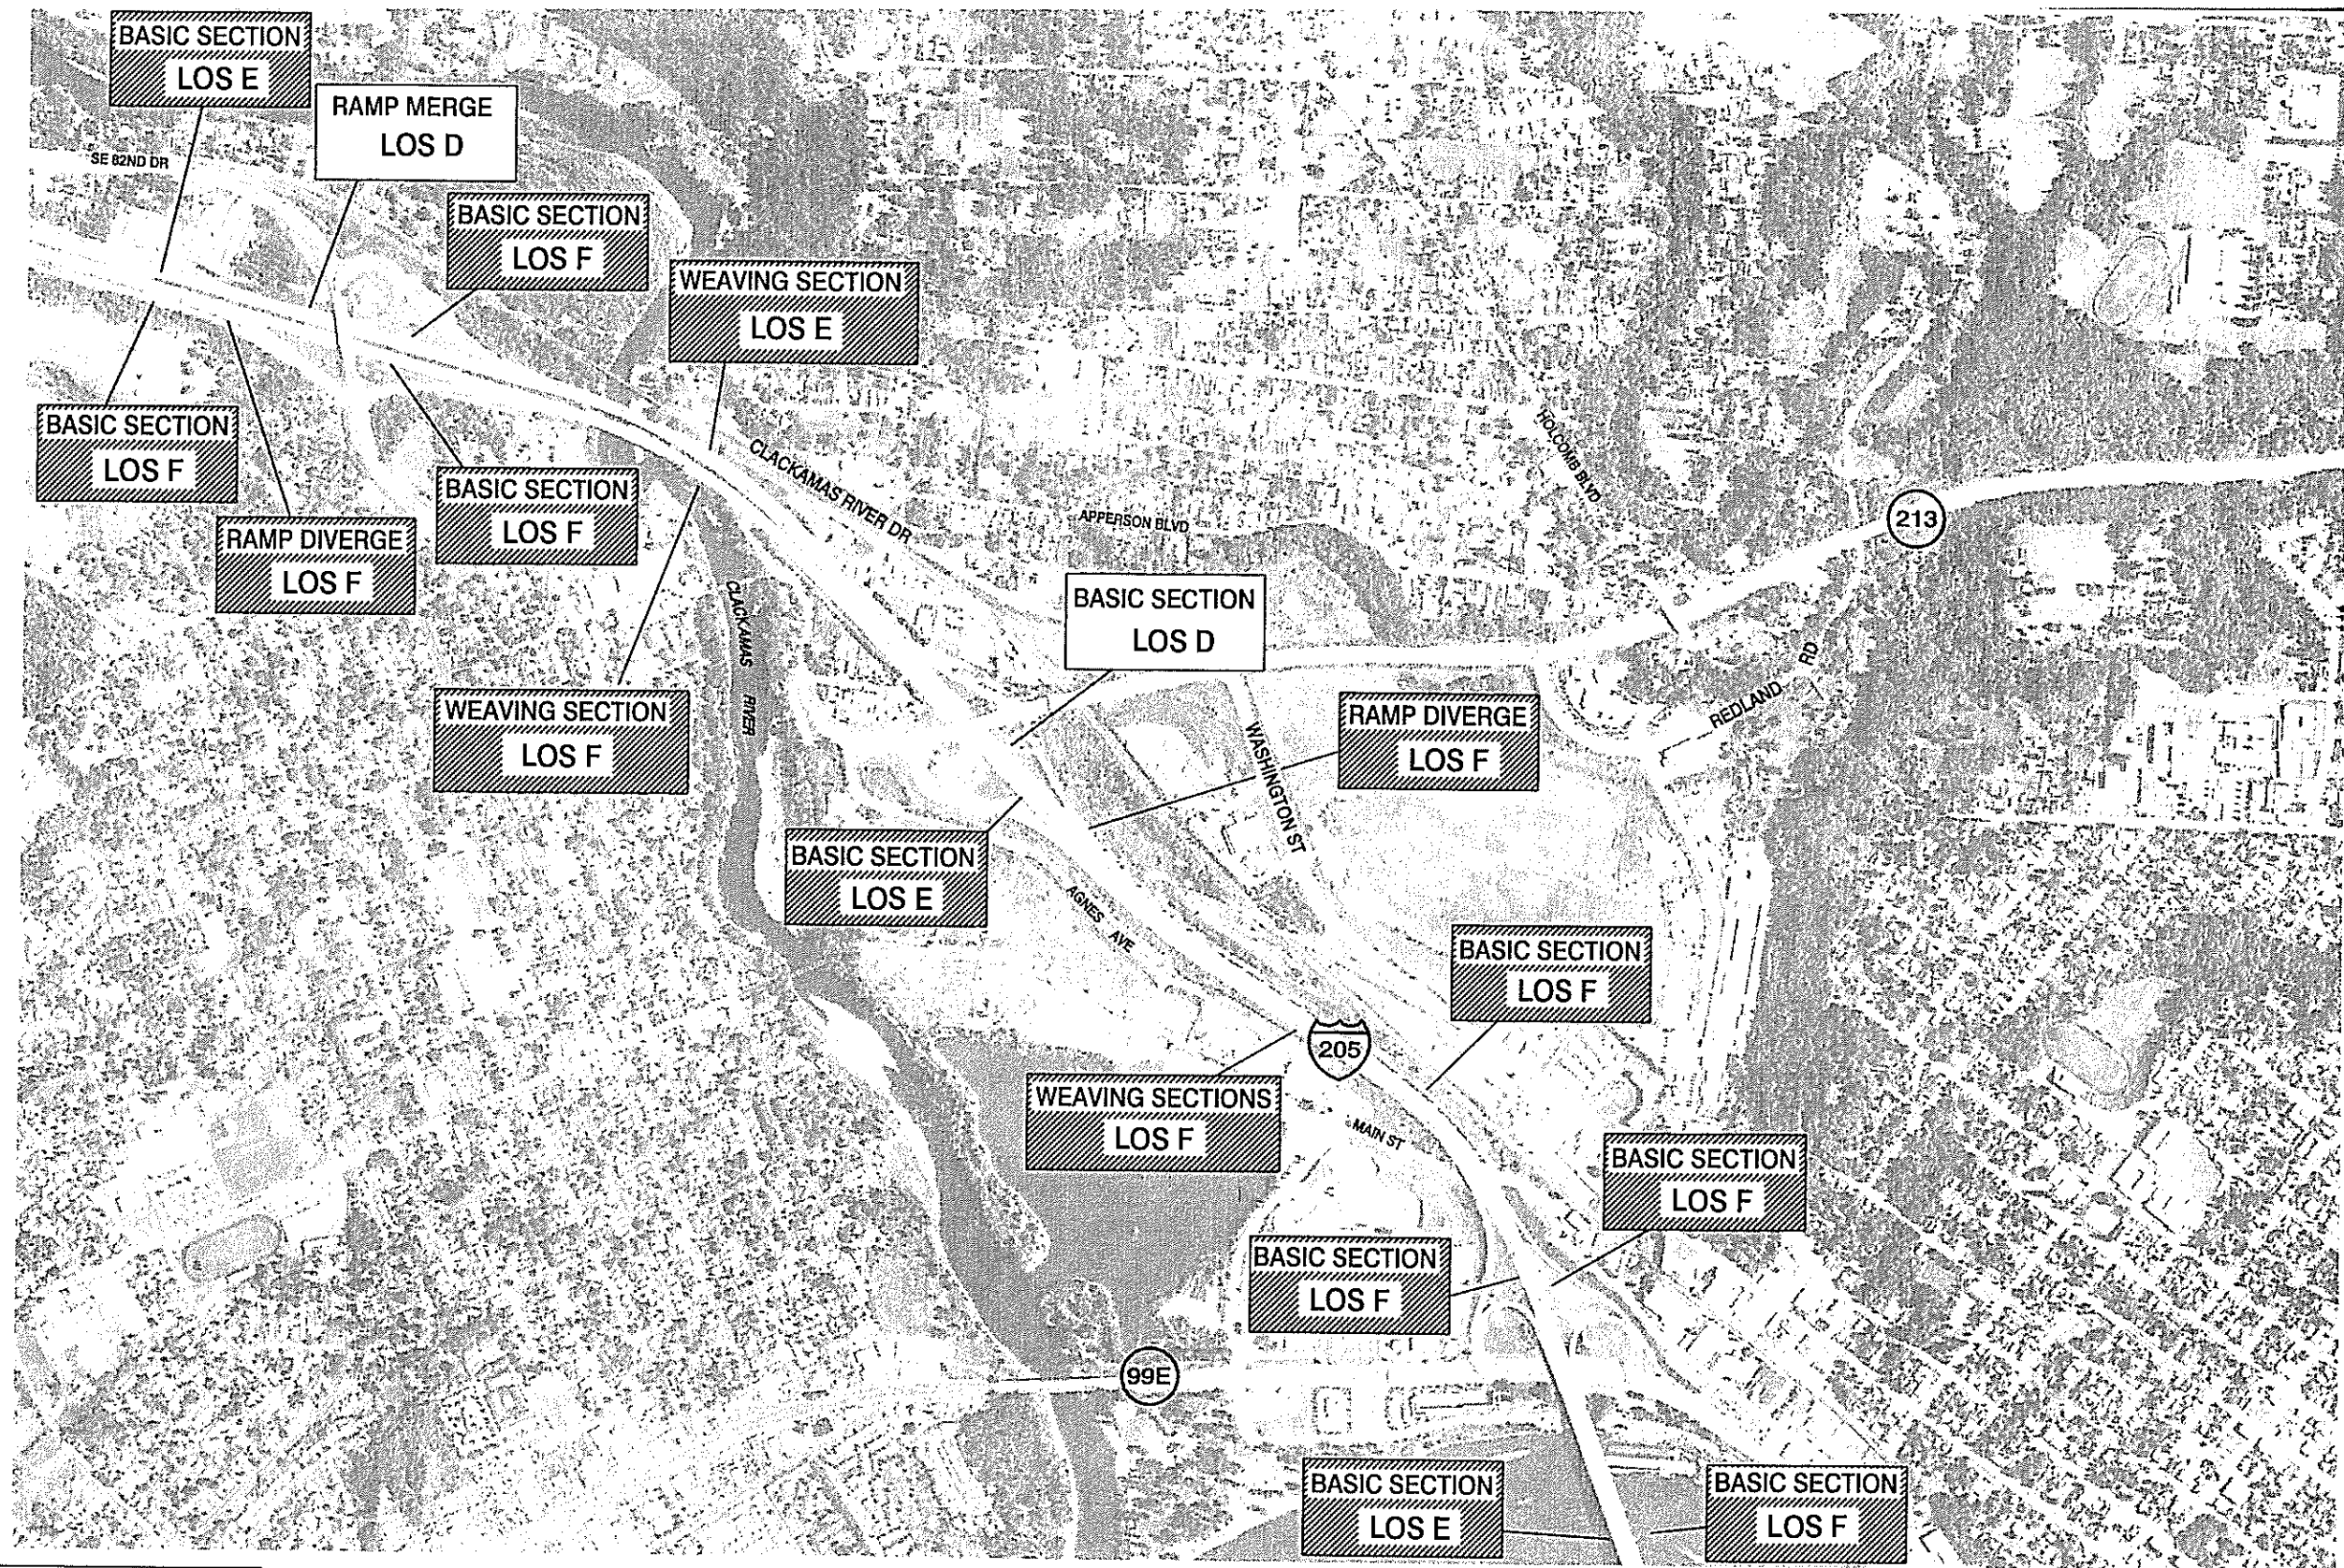 BASIC SECTION
LOS E
RAMP MERGE
LOS D
SE 82ND DR
BASIC SECTION
LOS F
WEAVING SECTION
LOS E
BASIC SECTION
LOS F
CLACKAMAS RIVER DR
HOLCOMB BLVD
BASIC SECTION
LOS F
RAMP DIVERGE
LOS F
APPERSON BLVD
213
CLACKAMAS RIVER
BASIC SECTION
LOS D
REDLAND RD
WEAVING SECTION
LOS F
RAMP DIVERGE
LOS F
WASHINGTON ST
BASIC SECTION
LOS E
AGNES AVE
BASIC SECTION
LOS F
205
WEAVING SECTIONS
LOS F
MAIN ST
BASIC SECTION
LOS F
BASIC SECTION
LOS F
99E
BASIC SECTION
LOS E
BASIC SECTION
LOS F